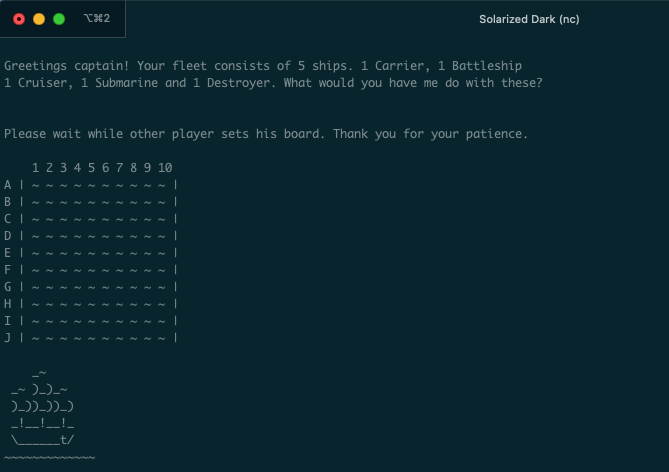 ⌥⌘2
Solarized Dark (nc)
Greetings captain! Your fleet consists of 5 ships. 1 Carrier, 1 Battleship
1 Cruiser, 1 Submarine and 1 Destroyer. What would you have me do with these?
Please wait while other player sets his board. Thank you for your patience.
    1 2 3 4 5 6 7 8 9 10
A | ~ ~ ~ ~ ~ ~ ~ ~ ~ ~ |
B | ~ ~ ~ ~ ~ ~ ~ ~ ~ ~ |
C | ~ ~ ~ ~ ~ ~ ~ ~ ~ ~ |
D | ~ ~ ~ ~ ~ ~ ~ ~ ~ ~ |
E | ~ ~ ~ ~ ~ ~ ~ ~ ~ ~ |
F | ~ ~ ~ ~ ~ ~ ~ ~ ~ ~ |
G | ~ ~ ~ ~ ~ ~ ~ ~ ~ ~ |
H | ~ ~ ~ ~ ~ ~ ~ ~ ~ ~ |
I | ~ ~ ~ ~ ~ ~ ~ ~ ~ ~ |
J | ~ ~ ~ ~ ~ ~ ~ ~ ~ ~ |
    _~
 _~ )_)_~
 )_))_))_)
 _!__!__!_
 \______t/
~~~~~~~~~~~~~